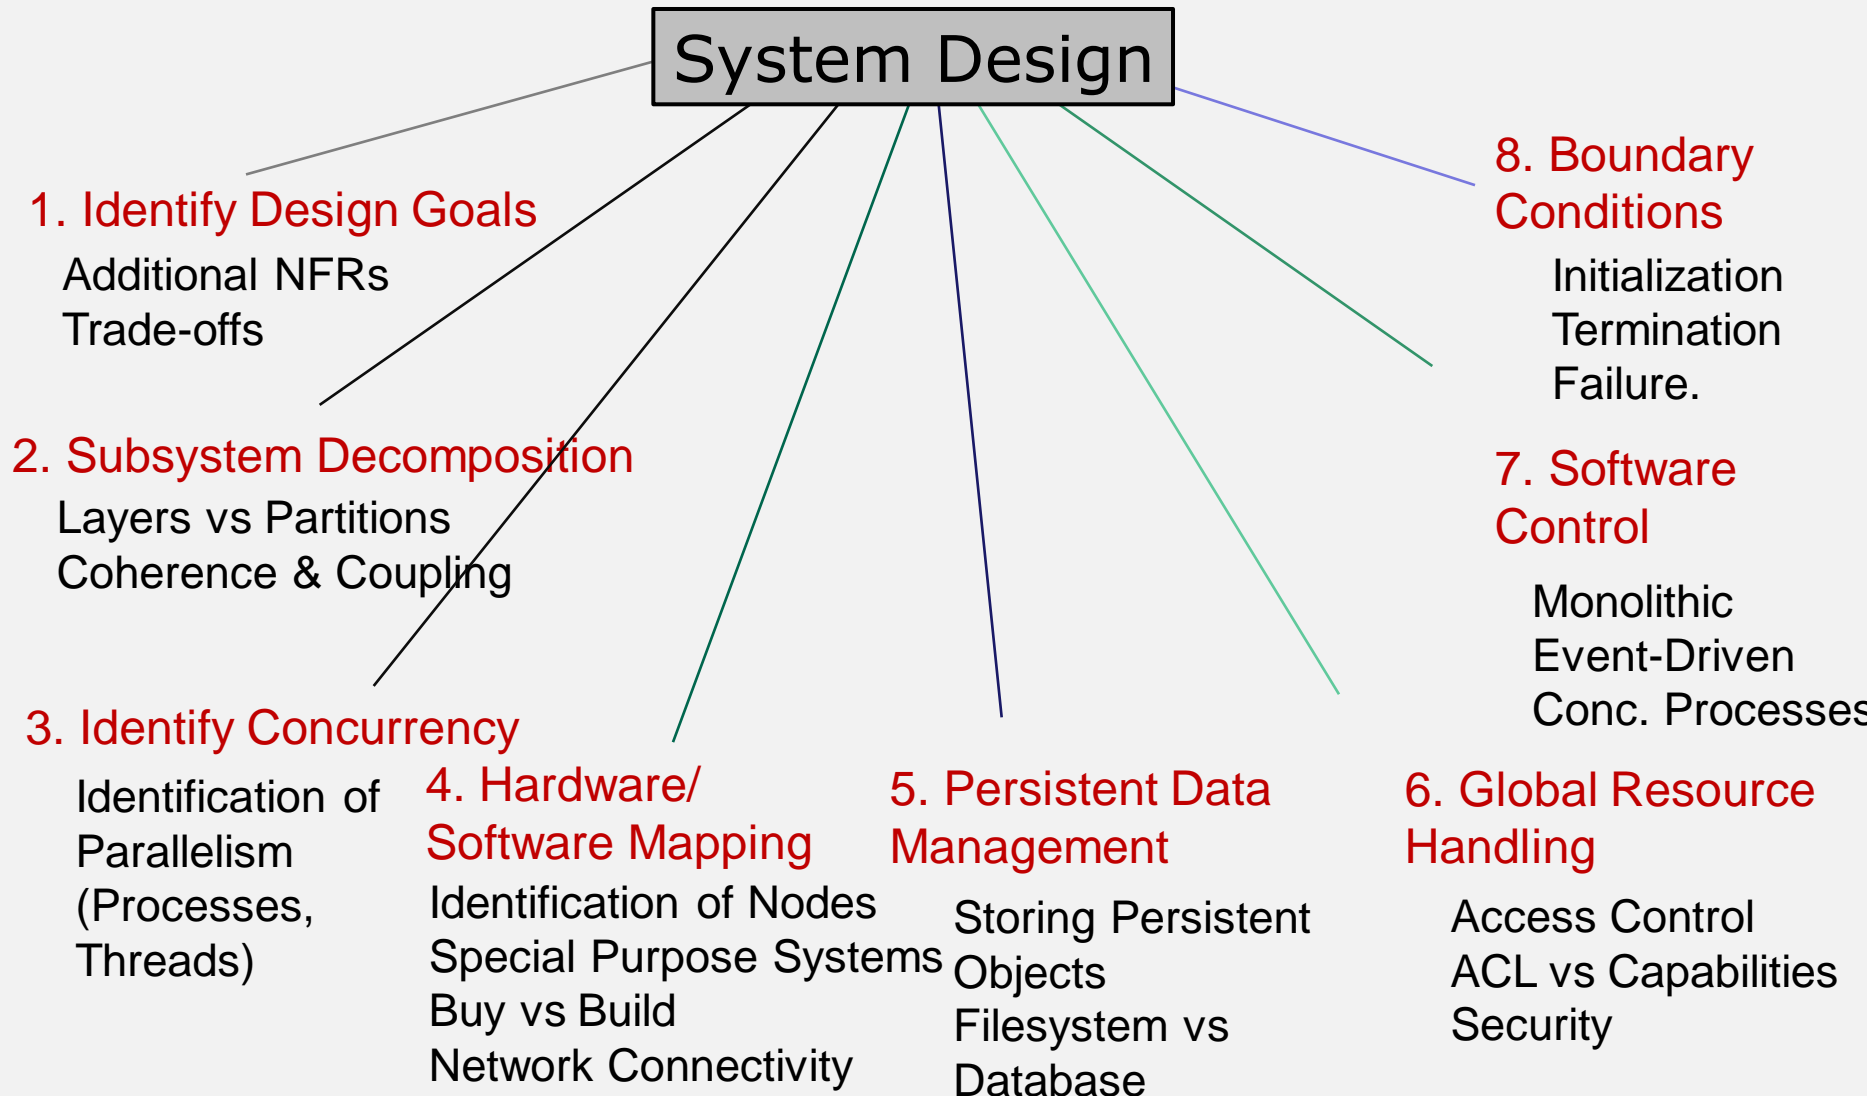 System Design
1. Identify Design Goals
Additional NFRs
Trade-offs
2. Subsystem Decomposition
Layers vs Partitions
Coherence & Coupling
3. Identify Concurrency
Identification of
Parallelism
(Processes,
Threads)
4. Hardware/
Software Mapping
Identification of Nodes
Special Purpose Systems
Buy vs Build
Network Connectivity
5. Persistent Data
Management
Storing Persistent
Objects
Filesystem vs
Database
6. Global Resource
Handling
Access Control
ACL vs Capabilities
Security
7. Software
Control
Monolithic
Event-Driven
Conc. Processes
8. Boundary
Conditions
Initialization
Termination
Failure.